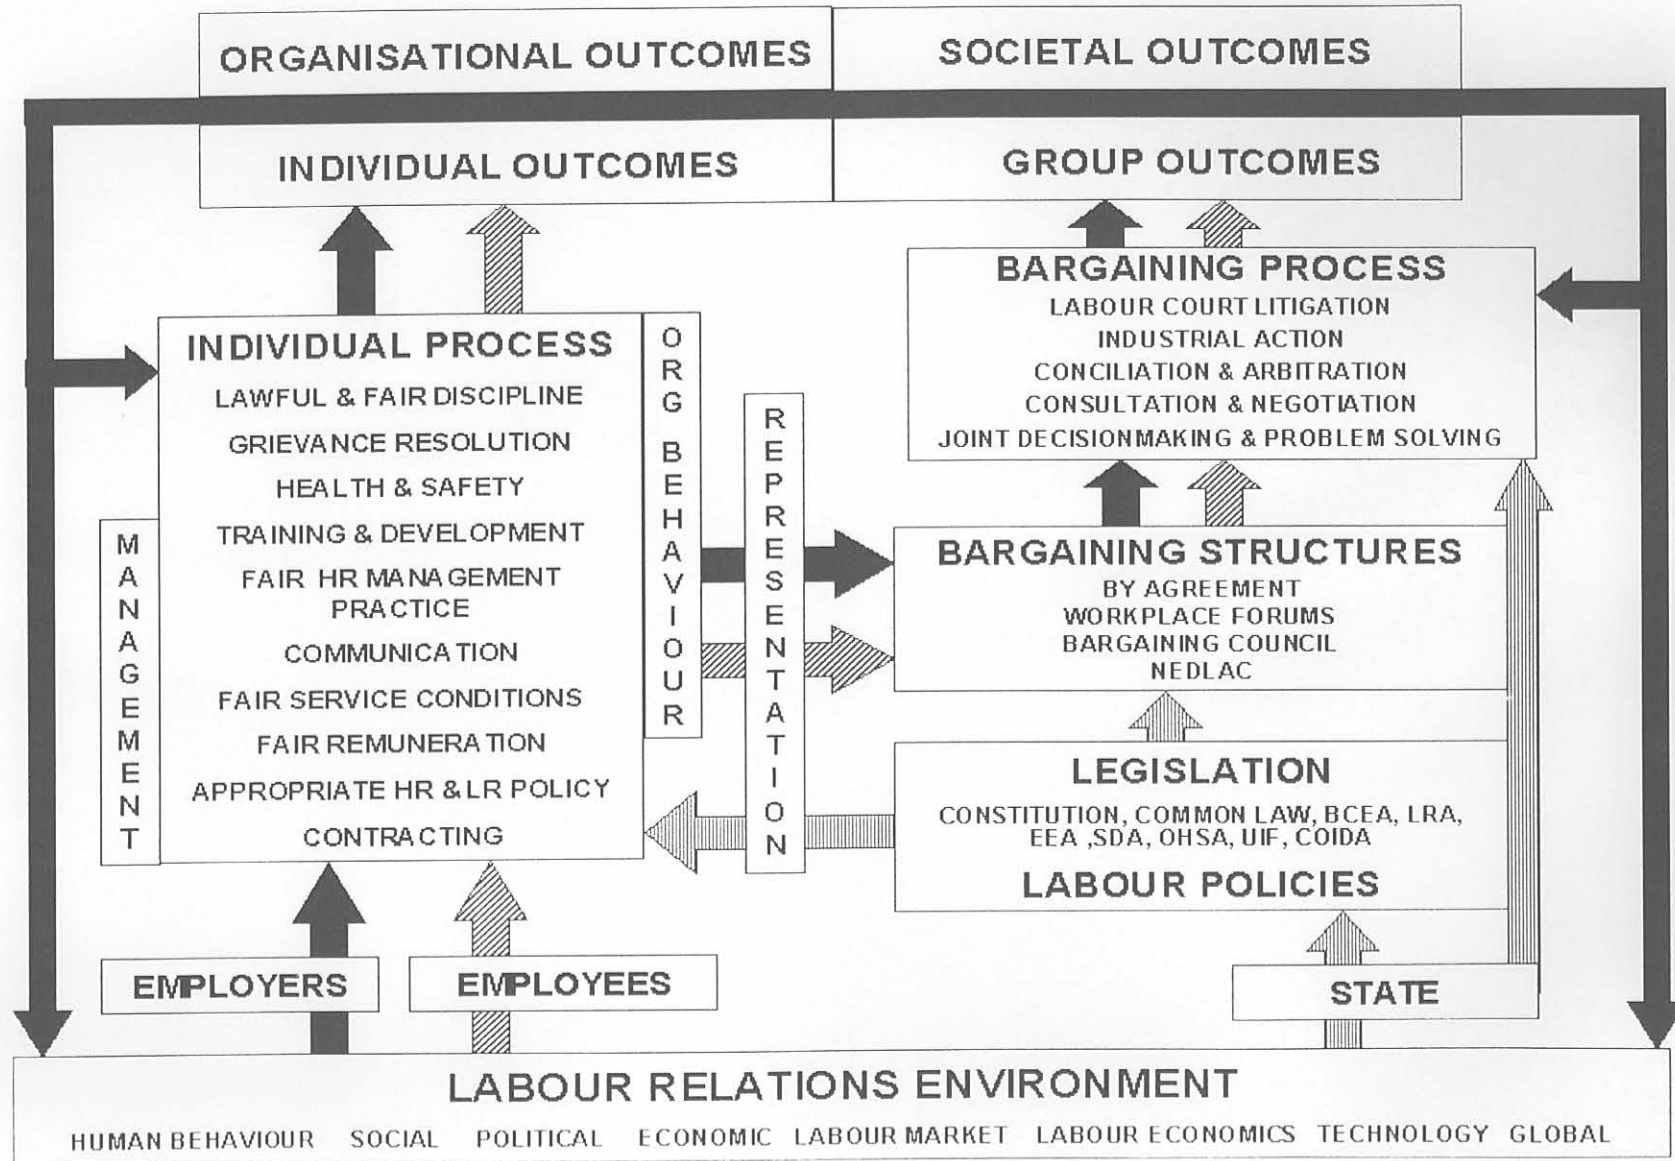 ORGANISATIONAL OUTCOMES
SOCIETAL OUTCOMES
INDIVIDUAL OUTCOMES
GROUP OUTCOMES
INDIVIDUAL PROCESS
LAWFUL & FAIR DISCIPLINE
GRIEVANCE RESOLUTION
HEALTH & SAFETY
TRAINING & DEVELOPMENT
FAIR HR MANAGEMENT
PRACTICE
COMMUNICATION
FAIR SERVICE CONDITIONS
FAIR REMUNERATION
APPROPRIATE HR & LR POLICY
CONTRACTING
MANAGEMENT
ORG BEHAVIOUR
REPRESENTATION
BARGAINING PROCESS
LABOUR COURT LITIGATION
INDUSTRIAL ACTION
CONCILIATION & ARBITRATION
CONSULTATION & NEGOTIATION
JOINT DECISIONMAKING & PROBLEM SOLVING
BARGAINING STRUCTURES
BY AGREEMENT
WORKPLACE FORUMS
BARGAINING COUNCIL
NEDLAC
LEGISLATION
CONSTITUTION, COMMON LAW, BCEA, LRA,
EEA ,SDA, OHSA, UIF, COIDA
LABOUR POLICIES
EMPLOYERS
EMPLOYEES
STATE
LABOUR RELATIONS ENVIRONMENT
HUMAN BEHAVIOUR SOCIAL POLITICAL ECONOMIC LABOUR MARKET LABOUR ECONOMICS TECHNOLOGY GLOBAL